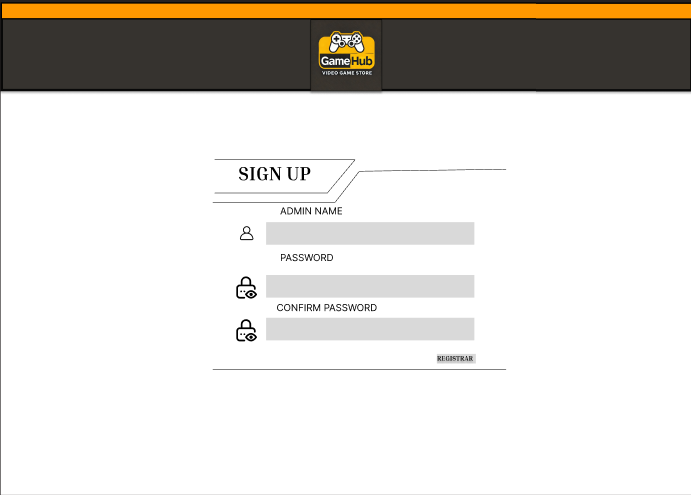 GameHub
VIDEO GAME STORE
SIGN UP
ADMIN NAME
PASSWORD
CONFIRM PASSWORD
REGISTRAR